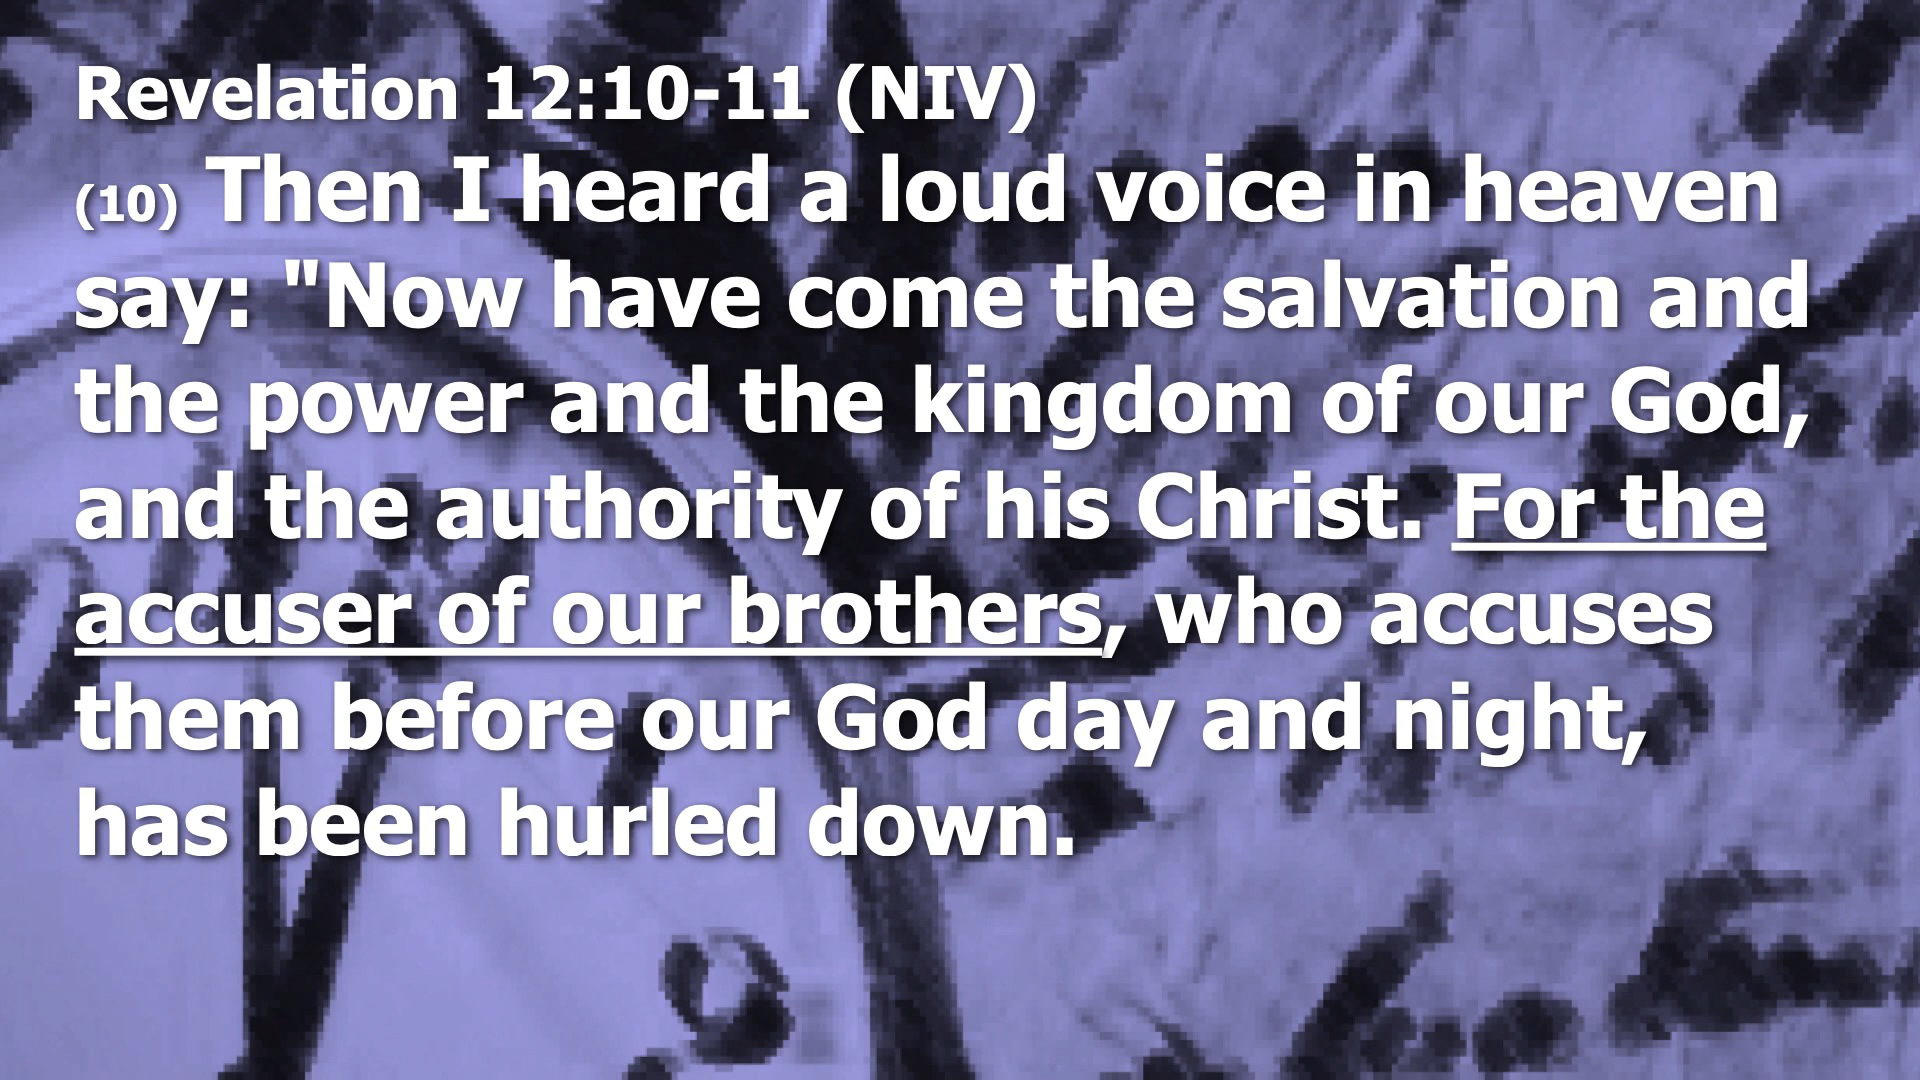 Revelation 12:10-11 (NIV)
(10) Then I heard a loud voice in heaven
say: "Now have come the salvation and
the power and the kingdom of our God,
and the authority of his Christ. For the
accuser of our brothers, who accuses
them before our God day and night,
has been hurled down.